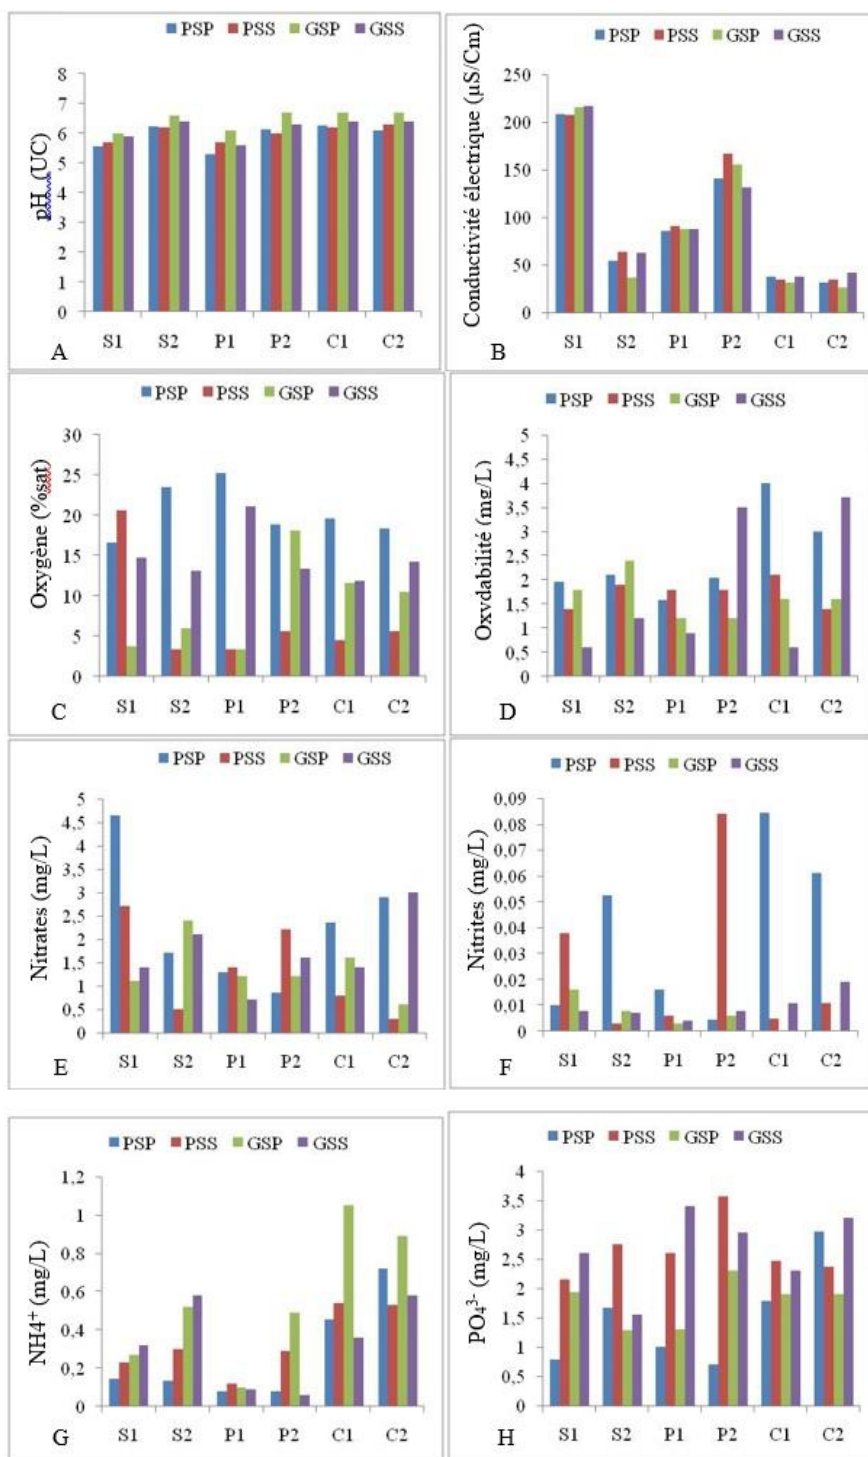 PSP PSS GSP GSS
pH (UC)
8
7
6
5
4
3
2
1
0
S1 S2 P1 P2 C1 C2
A
PSP PSS GSP GSS
Conductivité électrique (µS/Cm)
250
200
150
100
50
0
S1 S2 P1 P2 C1 C2
B
PSP PSS GSP GSS
Oxygène (%sat)
30
25
20
15
10
5
0
S1 S2 P1 P2 C1 C2
C
PSP PSS GSP GSS
Oxydabilité (mg/L)
5
4,5
4
3,5
3
2,5
2
1,5
1
0,5
0
S1 S2 P1 P2 C1 C2
D
PSP PSS GSP GSS
Nitrates (mg/L)
5
4,5
4
3,5
3
2,5
2
1,5
1
0,5
0
S1 S2 P1 P2 C1 C2
E
PSP PSS GSP GSS
Nitrites (mg/L)
0,09
0,08
0,07
0,06
0,05
0,04
0,03
0,02
0,01
0
S1 S2 P1 P2 C1 C2
F
PSP PSS GSP GSS
NH4⁺ (mg/L)
1,2
1
0,8
0,6
0,4
0,2
0
S1 S2 P1 P2 C1 C2
G
PSP PSS GSP GSS
PO₄³⁻ (mg/L)
4
3,5
3
2,5
2
1,5
1
0,5
0
S1 S2 P1 P2 C1 C2
H